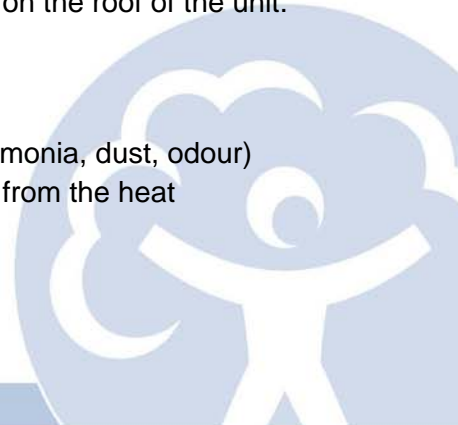 on the roof of the unit.
monia, dust, odour)
from the heat